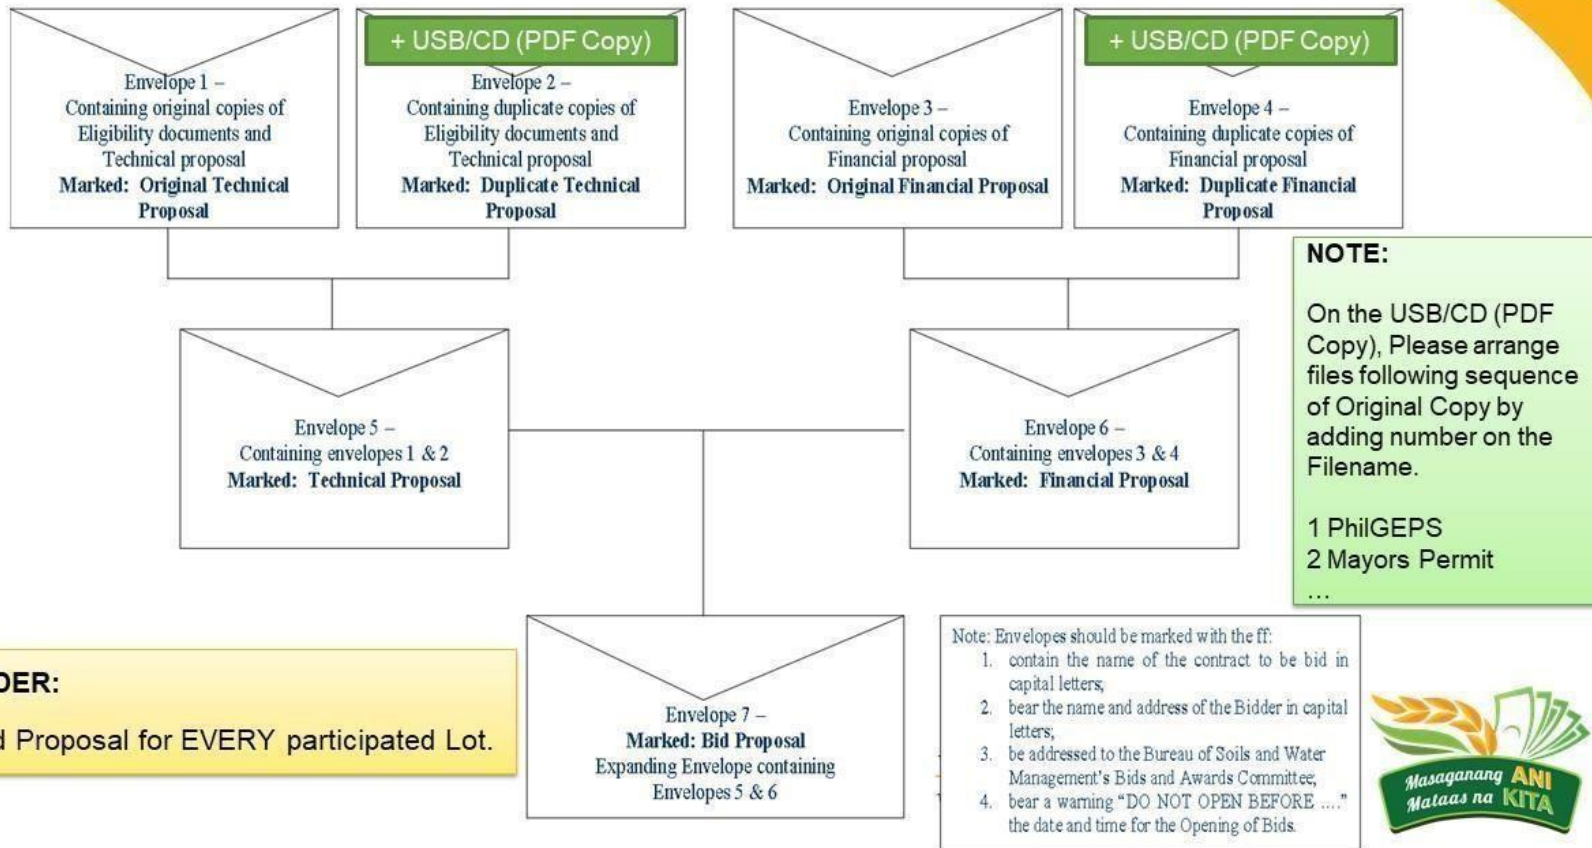 + USB/CD (PDF Copy)
+ USB/CD (PDF Copy)
Envelope 1 –
Containing original copies of
Eligibility documents and
Technical proposal
Marked: Original Technical
Proposal
Envelope 2 –
Containing duplicate copies of
Eligibility documents and
Technical proposal
Marked: Duplicate Technical
Proposal
Envelope 3 –
Containing original copies of
Financial proposal
Marked: Original Financial Proposal
Envelope 4 –
Containing duplicate copies of
Financial proposal
Marked: Duplicate Financial
Proposal
NOTE:
On the USB/CD (PDF
Copy), Please arrange
files following sequence
of Original Copy by
adding number on the
Filename.
1 PhilGEPS
2 Mayors Permit
...
Envelope 5 –
Containing envelopes 1 & 2
Marked: Technical Proposal
Envelope 6 –
Containing envelopes 3 & 4
Marked: Financial Proposal
DER:
Proposal for EVERY participated Lot.
Envelope 7 –
Marked: Bid Proposal
Expanding Envelope containing
Envelopes 5 & 6
Note: Envelopes should be marked with the ff:
1. contain the name of the contract to be bid in
capital letters;
2. bear the name and address of the Bidder in capital
letters;
3. be addressed to the Bureau of Soils and Water
Management's Bids and Awards Committee;
4. bear a warning “DO NOT OPEN BEFORE ....”
the date and time for the Opening of Bids.
Masaganang ANI
Mataas na KITA